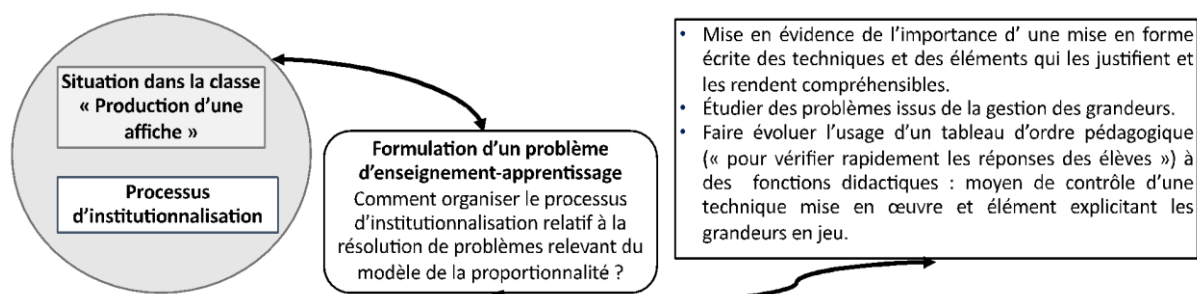 Situation dans la classe
« Production d'une
affiche »
Processus
d'institutionnalisation
Formulation d'un problème
d'enseignement-apprentissage
Comment organiser le processus
d'institutionnalisation relatif à la
résolution de problèmes relevant du
modèle de la proportionnalité ?
• Mise en évidence de l'importance d' une mise en forme
écrite des techniques et des éléments qui les justifient et
les rendent compréhensibles.
• Étudier des problèmes issus de la gestion des grandeurs.
• Faire évoluer l'usage d'un tableau d'ordre pédagogique
(« pour vérifier rapidement les réponses des élèves ») à
des fonctions didactiques : moyen de contrôle d'une
technique mise en œuvre et élément explicitant les
grandeurs en jeu.